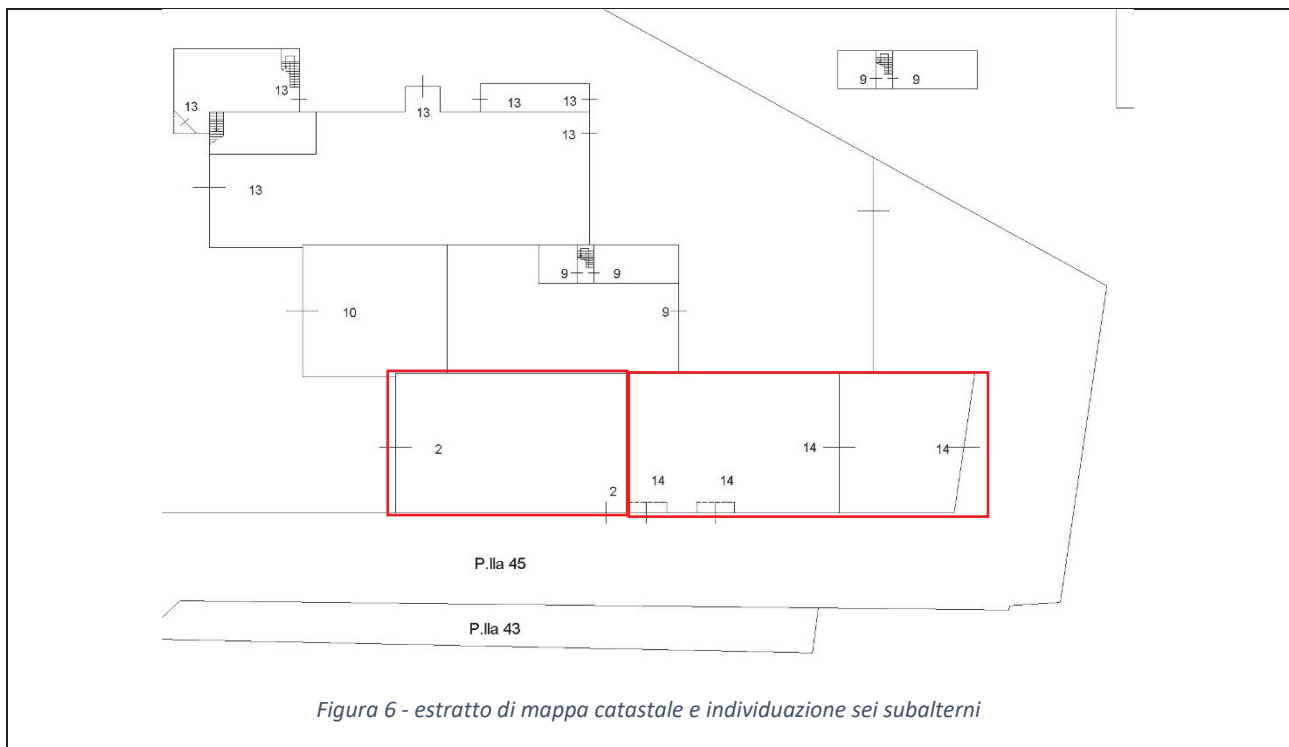 9 9
13
13 13 13
13
13
13
9 9
10 9
2 14 14
2 14 14
P.lla 45
P.lla 43
Figura 6 - estratto di mappa catastale e individuazione sei subalterni